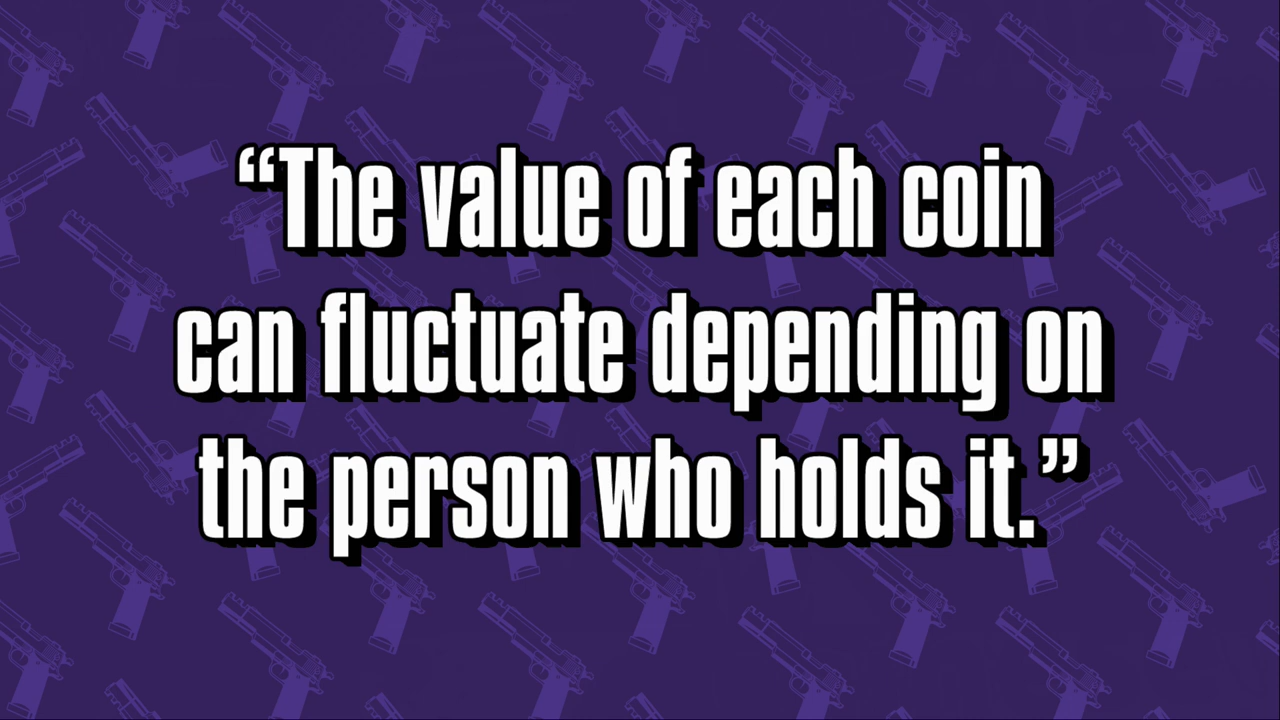 “The value of each coin
can fluctuate depending on
the person who holds it.”